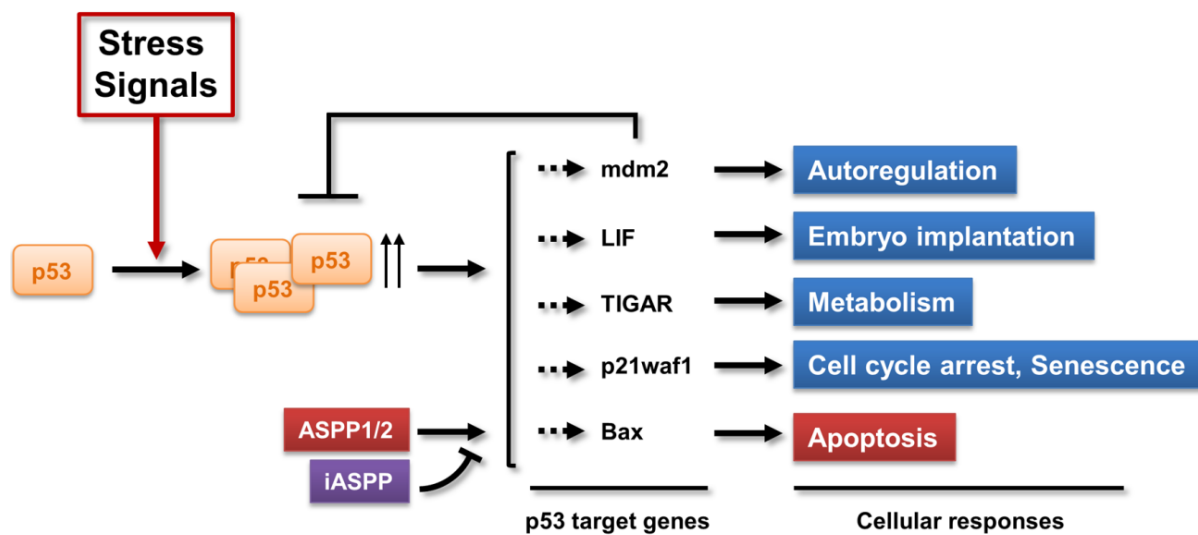 Stress
Signals
p53
p53
p53
p53
mdm2
Autoregulation
LIF
Embryo implantation
TIGAR
Metabolism
p21waf1
Cell cycle arrest, Senescence
ASPP1/2
Bax
Apoptosis
iASPP
p53 target genes
Cellular responses